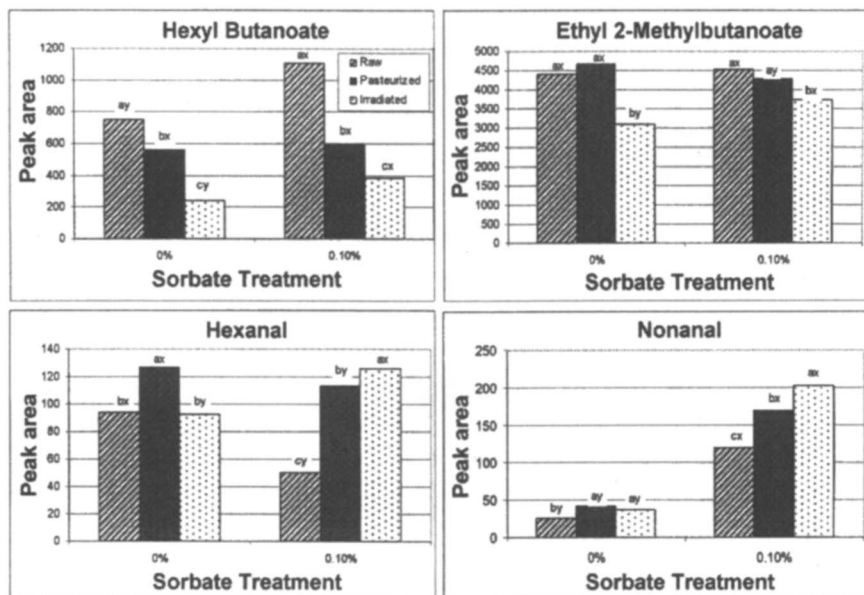 Hexyl Butanoate
1200
1000
800
600
400
200
0
Peak area
ay
bx
cy
ax
bx
cx
Raw
Pasteurized
Irradiated
0%
0.10%
Sorbate Treatment
Ethyl 2-Methylbutanoate
5000
4500
4000
3500
3000
2500
2000
1500
1000
500
0
Peak area
ax
ax
by
ax
ay
bx
0%
0.10%
Sorbate Treatment
Hexanal
140
120
100
80
60
40
20
0
Peak area
bx
ax
by
cy
by
ax
0%
0.10%
Sorbate Treatment
Nonanal
250
200
150
100
50
0
Peak area
by
ay
ay
cx
bx
ax
0%
0.10%
Sorbate Treatment